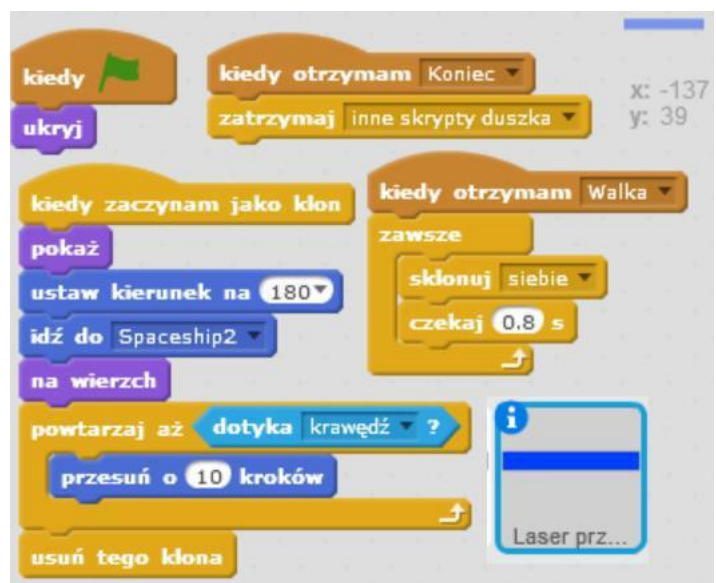 kiedy
ukryj
kiedy otrzymam Koniec
zatrzymaj inne skrypty duszka
x: -137
y: 39
kiedy zaczynam jako klon
pokaż
ustaw kierunek na 180
idź do Spaceship2
na wierzch
powtarzaj aż dotyka krawędź ?
przesuń o 10 kroków
usuń tego klona
kiedy otrzymam Walka
zawsze
sklonuj siebie
czekaj 0.8 s
i
Laser prz...